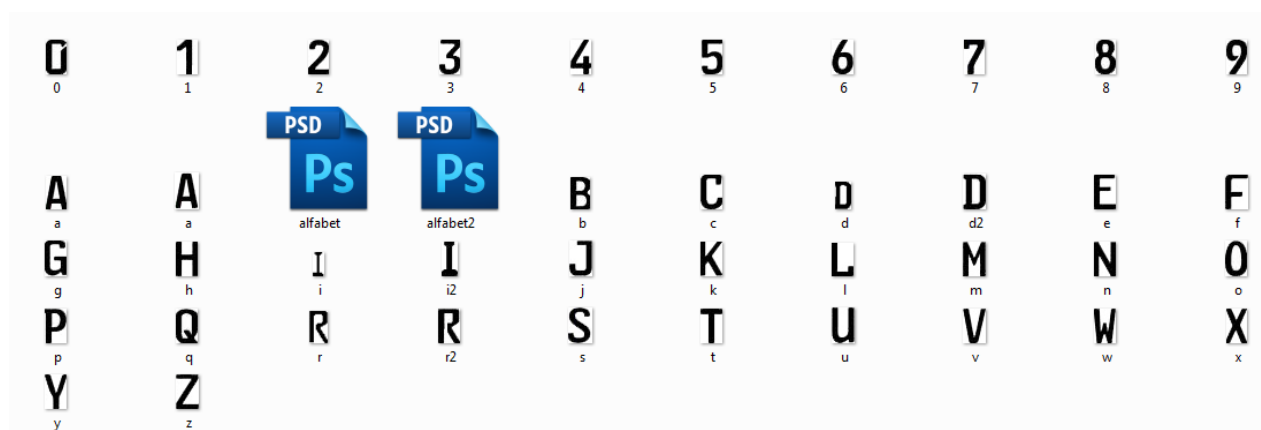 0 1 2 3 4 5 6 7 8 9
0 1 2 3 4 5 6 7 8 9
PSD PSD
A A Ps Ps B C D D E F
a a alfabet alfabet2 b c d d2 e f
G H I I J K L M N O
g h i i2 j k l m n o
P Q R R S T U V W X
p q r r2 s t u v w x
Y Z
y z